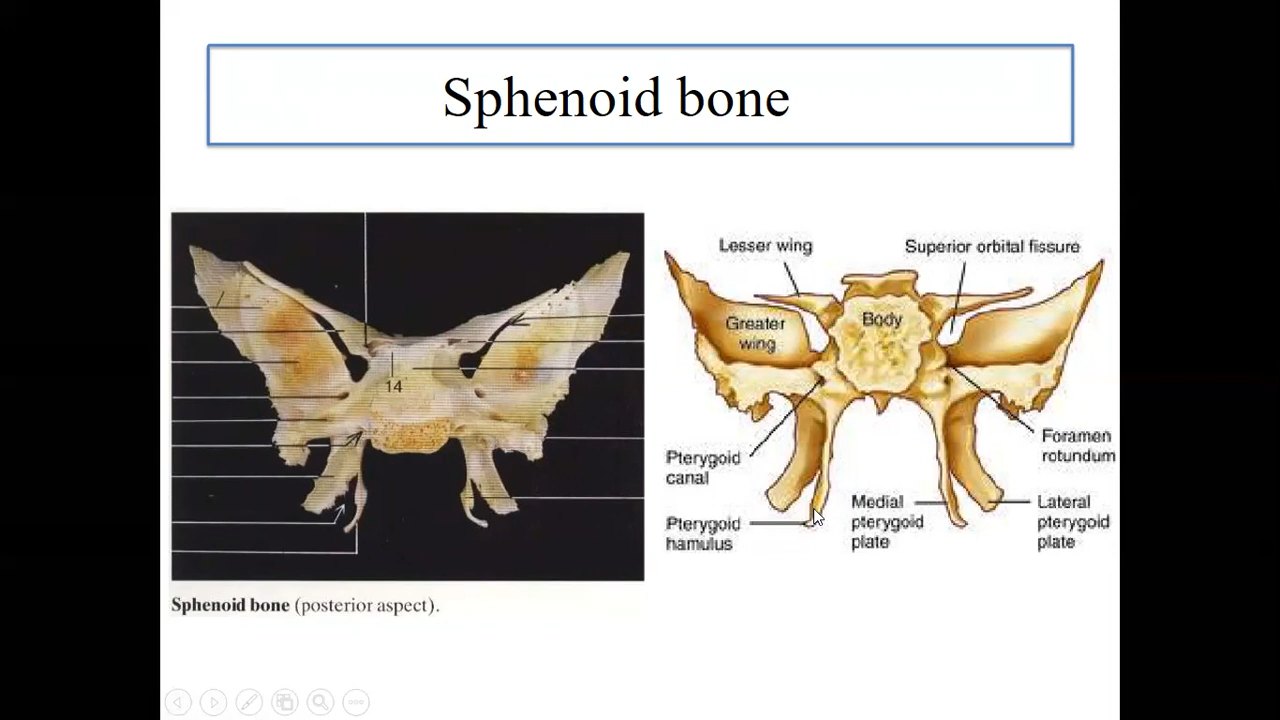 Sphenoid bone
14
Sphenoid bone (posterior aspect).
Lesser wing
Superior orbital fissure
Greater
wing
Body
Foramen
rotundum
Pterygoid
canal
Pterygoid
hamulus
Medial
pterygoid
plate
Lateral
pterygoid
plate